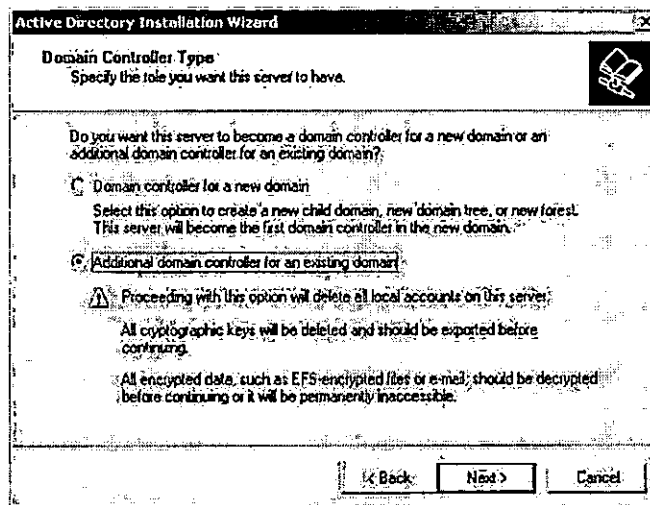 Active Directory Installation Wizard
Domain Controller Type
Specify the role you want this server to have.
Do you want this server to become a domain controller for a new domain or an
additional domain controller for an existing domain?
Domain controller for a new domain
Select this option to create a new child domain, new domain tree, or new forest.
This server will become the first domain controller in the new domain.
Additional domain controller for an existing domain
Proceeding with this option will delete all local accounts on this server.
All cryptographic keys will be deleted and should be exported before
continuing.
All encrypted data, such as EFS-encrypted files or e-mail, should be decrypted
before continuing or it will be permanently inaccessible.
< Back Next > Cancel